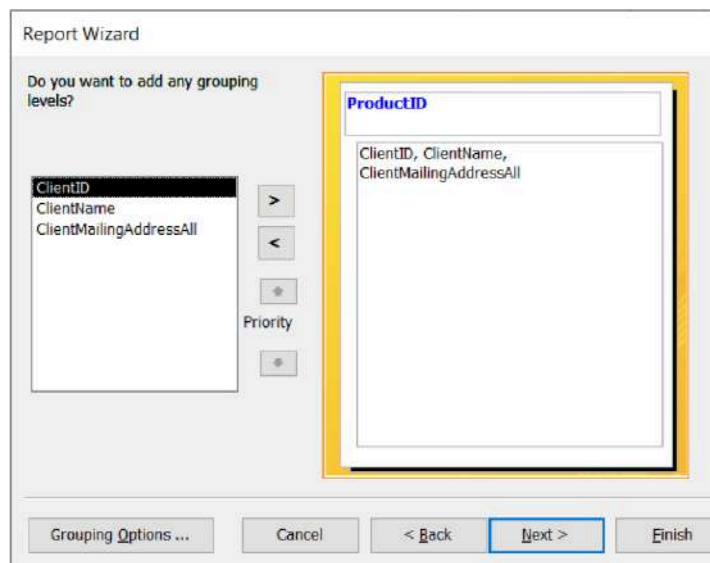 Report Wizard
Do you want to add any grouping
levels?
ClientID
ClientName
ClientMailingAddressAll
>
<
Priority
ProductID
ClientID, ClientName,
ClientMailingAddressAll
Grouping Options ...
Cancel
< Back
Next >
Finish